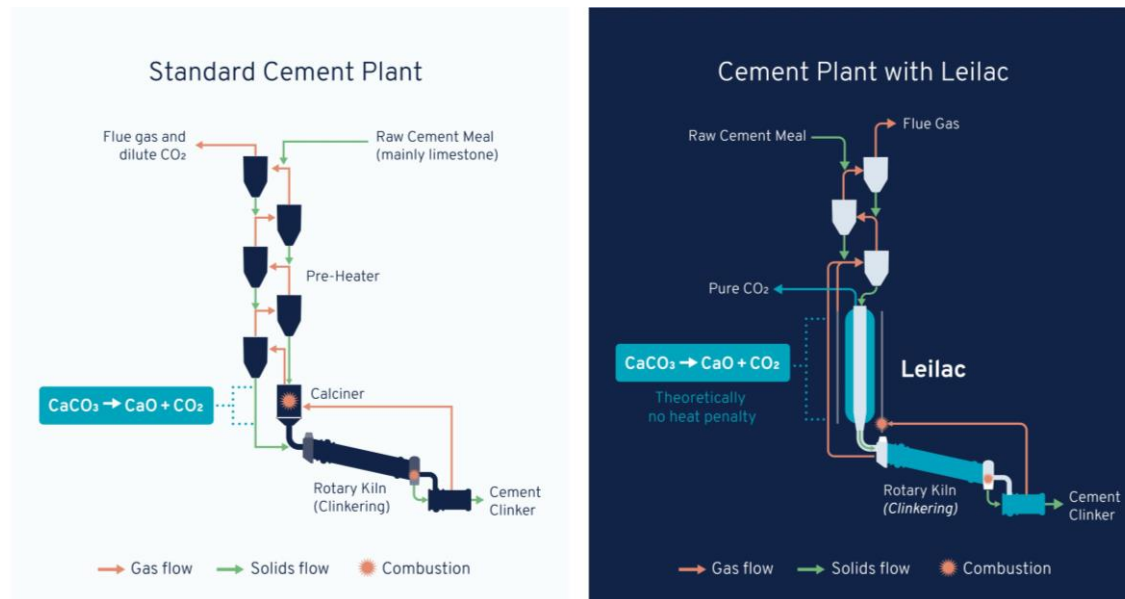 Standard Cement Plant
Flue gas and
dilute CO₂
Raw Cement Meal
(mainly limestone)
Pre-Heater
CaCO₃ → CaO + CO₂
Calciner
Rotary Kiln
(Clinkering)
Cement
Clinker
Gas flow
Solids flow
Combustion
Cement Plant with Leilac
Raw Cement Meal
Flue Gas
Pure CO₂
CaCO₃ → CaO + CO₂
Theoretically
no heat penalty
Leilac
Rotary Kiln
(Clinkering)
Cement
Clinker
Gas flow
Solids flow
Combustion